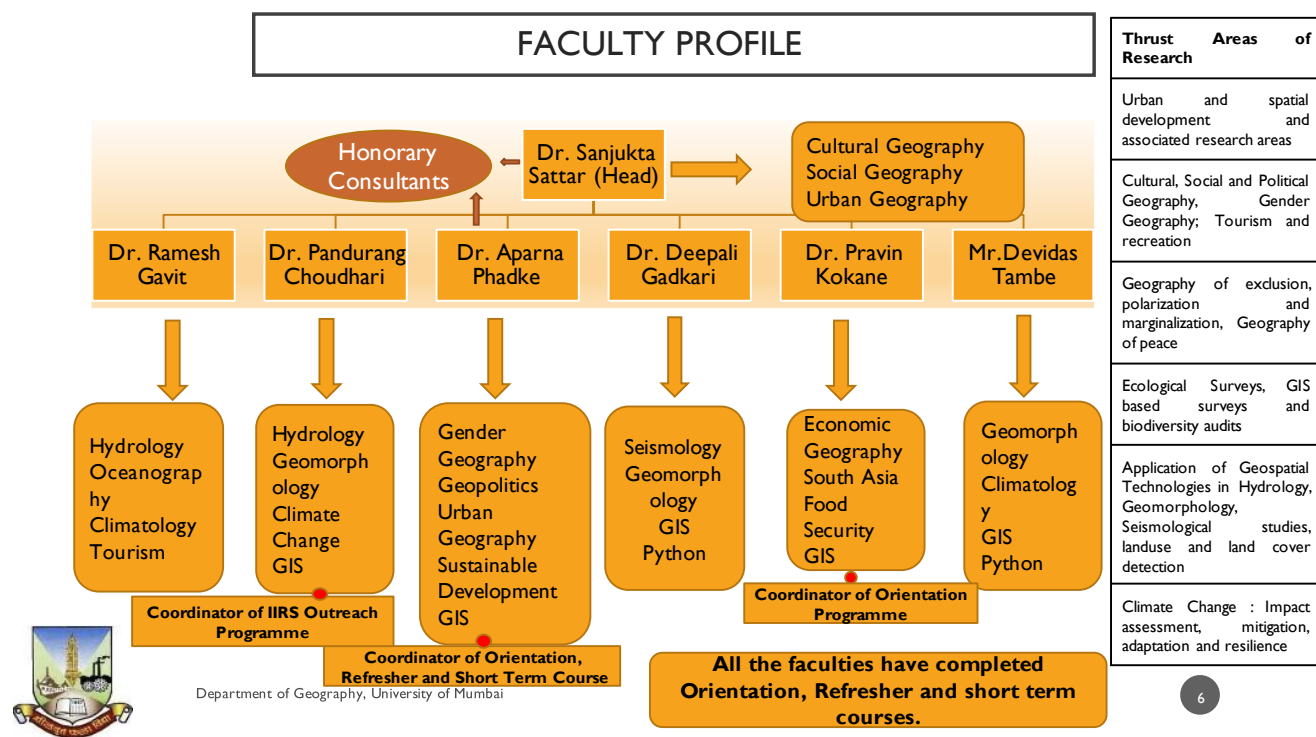 FACULTY PROFILE
Honorary
Consultants
Dr. Sanjukta
Sattar (Head)
Cultural Geography
Social Geography
Urban Geography
Dr. Ramesh
Gavit
Dr. Pandurang
Choudhari
Dr. Aparna
Phadke
Dr. Deepali
Gadkari
Dr. Pravin
Kokane
Mr.Devidas
Tambe
Hydrology
Oceanograp
hy
Climatology
Tourism
Hydrology
Geomorph
ology
Climate
Change
GIS
Gender
Geography
Geopolitics
Urban
Geography
Sustainable
Development
GIS
Seismology
Geomorph
ology
GIS
Python
Economic
Geography
South Asia
Food
Security
GIS
Geomorph
ology
Climatolog
y
GIS
Python
Coordinator of IIRS Outreach
Programme
Coordinator of Orientation,
Refresher and Short Term Course
Coordinator of Orientation
Programme
All the faculties have completed
Orientation, Refresher and short term
courses.
Department of Geography, University of Mumbai
6
Thrust Areas of
Research
Urban and spatial
development and
associated research areas
Cultural, Social and Political
Geography, Gender
Geography; Tourism and
recreation
Geography of exclusion,
polarization and
marginalization, Geography
of peace
Ecological Surveys, GIS
based surveys and
biodiversity audits
Application of Geospatial
Technologies in Hydrology,
Geomorphology,
Seismological studies,
landuse and land cover
detection
Climate Change : Impact
assessment, mitigation,
adaptation and resilience